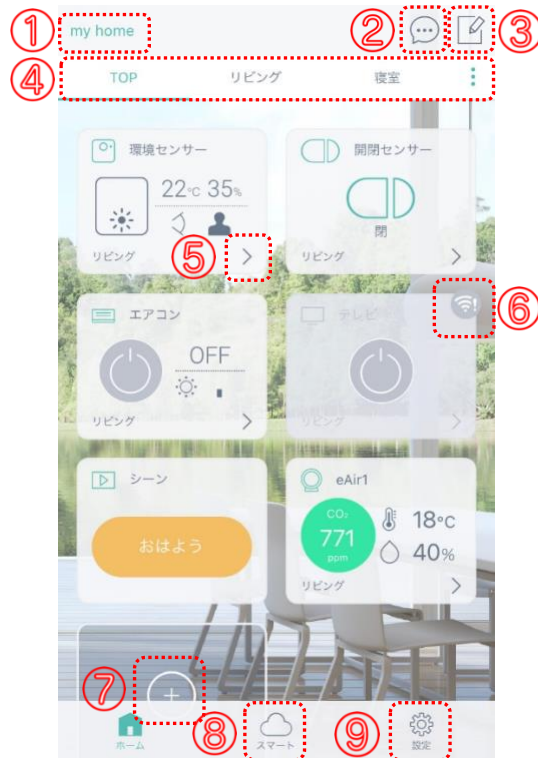 ① my home ② ③
④ TOP リビング 寝室
環境センサー
22℃ 35%
リビング ⑤
開閉センサー
閉
リビング
⑥
エアコン
OFF
リビング
テレビ
リビング
シーン
おはよう
eAir1
CO₂
771
ppm
18℃
40%
リビング
⑦
ホーム
⑧ スマート
⑨ 設定